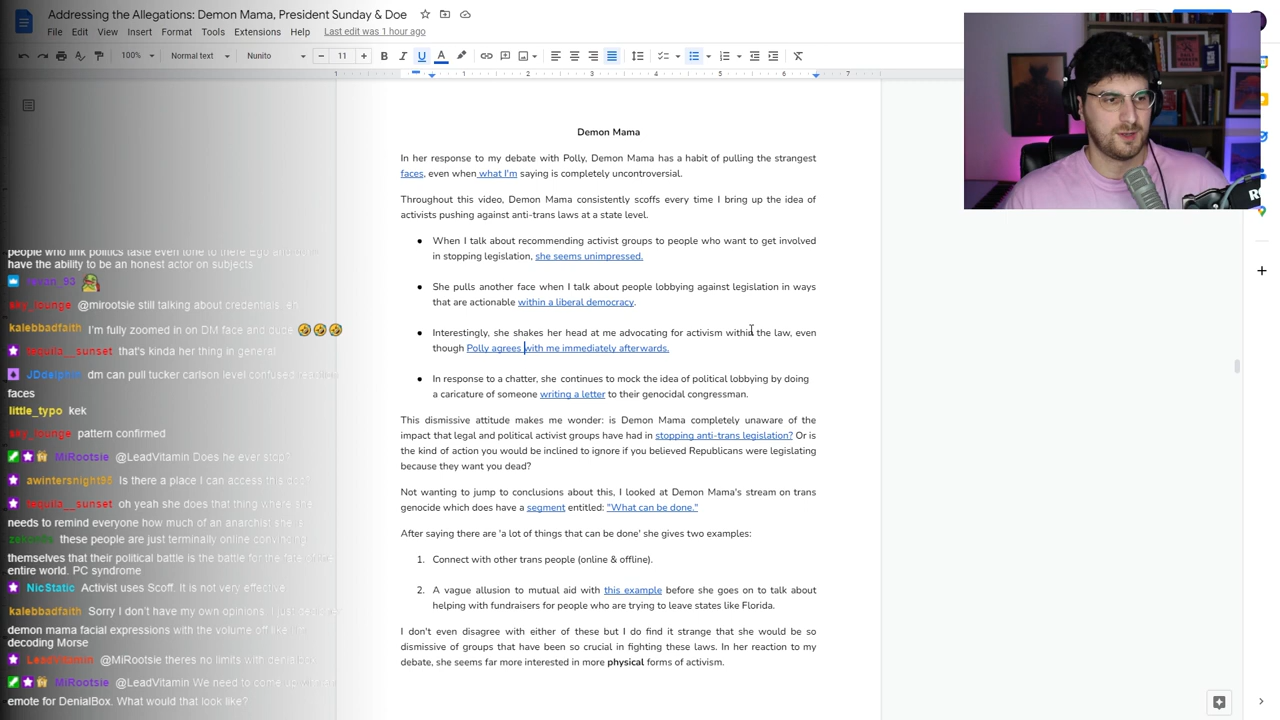 Addressing the Allegations: Demon Mama, President Sunday & Doe
File Edit View Insert Format Tools Extensions Help Last edit was 1 hour ago
100% Normal text Nunito 11
1 1 2 3 4 5 6 7
Demon Mama
In her response to my debate with Polly, Demon Mama has a habit of pulling the strangest
faces, even when what I'm saying is completely uncontroversial.
Throughout this video, Demon Mama consistently scoffs every time I bring up the idea of
activists pushing against anti-trans laws at a state level.
● When I talk about recommending activist groups to people who want to get involved
in stopping legislation, she seems unimpressed.
● She pulls another face when I talk about people lobbying against legislation in ways
that are actionable within a liberal democracy.
● Interestingly, she shakes her head at me advocating for activism within the law, even
though Polly agrees with me immediately afterwards.
● In response to a chatter, she continues to mock the idea of political lobbying by doing
a caricature of someone writing a letter to their genocidal congressman.
This dismissive attitude makes me wonder: is Demon Mama completely unaware of the
impact that legal and political activist groups have had in stopping anti-trans legislation? Or is
the kind of action you would be inclined to ignore if you believed Republicans were legislating
because they want you dead?
Not wanting to jump to conclusions about this, I looked at Demon Mama's stream on trans
genocide which does have a segment entitled: "What can be done."
After saying there are 'a lot of things that can be done' she gives two examples:
1. Connect with other trans people (online & offline).
2. A vague allusion to mutual aid with this example before she goes on to talk about
helping with fundraisers for people who are trying to leave states like Florida.
I don't even disagree with either of these but I do find it strange that she would be so
dismissive of groups that have been so crucial in fighting these laws. In her reaction to my
debate, she seems far more interested in more physical forms of activism.
people who link politics taste even tone to there Ego and
have the ability to be an honest actor on subjects
@mirootsie still talking about credentials
kalebbadfaith I'm fully zoomed in on DM face and dude 🤣🤣🤣
tequila__sunset that's kinda her thing in general
JDdelphin dm can pull tucker carlson level confused
faces
little_typo kek
pattern confirmed
MiRootsie @LeadVitamin Does he ever stop?
Is there a place I can access this doc?
tequila__sunset oh yeah she does that thing where she
needs to remind everyone how much of an anarchist she
these people are just terminally online convincing
themselves that their political battle is the battle for the
entire world. PC syndrome
NicStatic Activist uses Scoff. It is not very effective
kalebbadfaith Sorry I don't have my own opinions I just
demon mama facial expressions with the volume off like
decoding Morse
LeadVitamin @MiRootsie theres no limits with denialbox
MiRootsie @LeadVitamin We need to come up
emote for DenialBox. What would that look like?